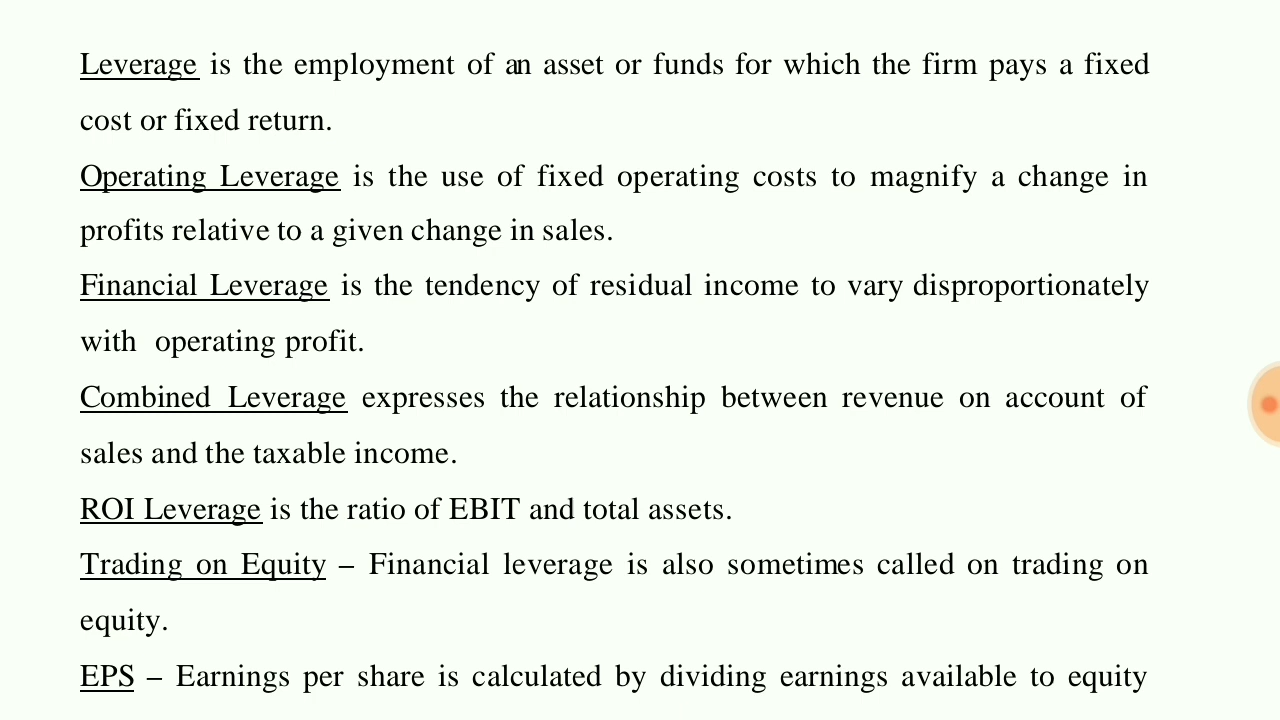 Leverage is the employment of an asset or funds for which the firm pays a fixed
cost or fixed return.
Operating Leverage is the use of fixed operating costs to magnify a change in
profits relative to a given change in sales.
Financial Leverage is the tendency of residual income to vary disproportionately
with operating profit.
Combined Leverage expresses the relationship between revenue on account of
sales and the taxable income.
ROI Leverage is the ratio of EBIT and total assets.
Trading on Equity – Financial leverage is also sometimes called on trading on
equity.
EPS – Earnings per share is calculated by dividing earnings available to equity